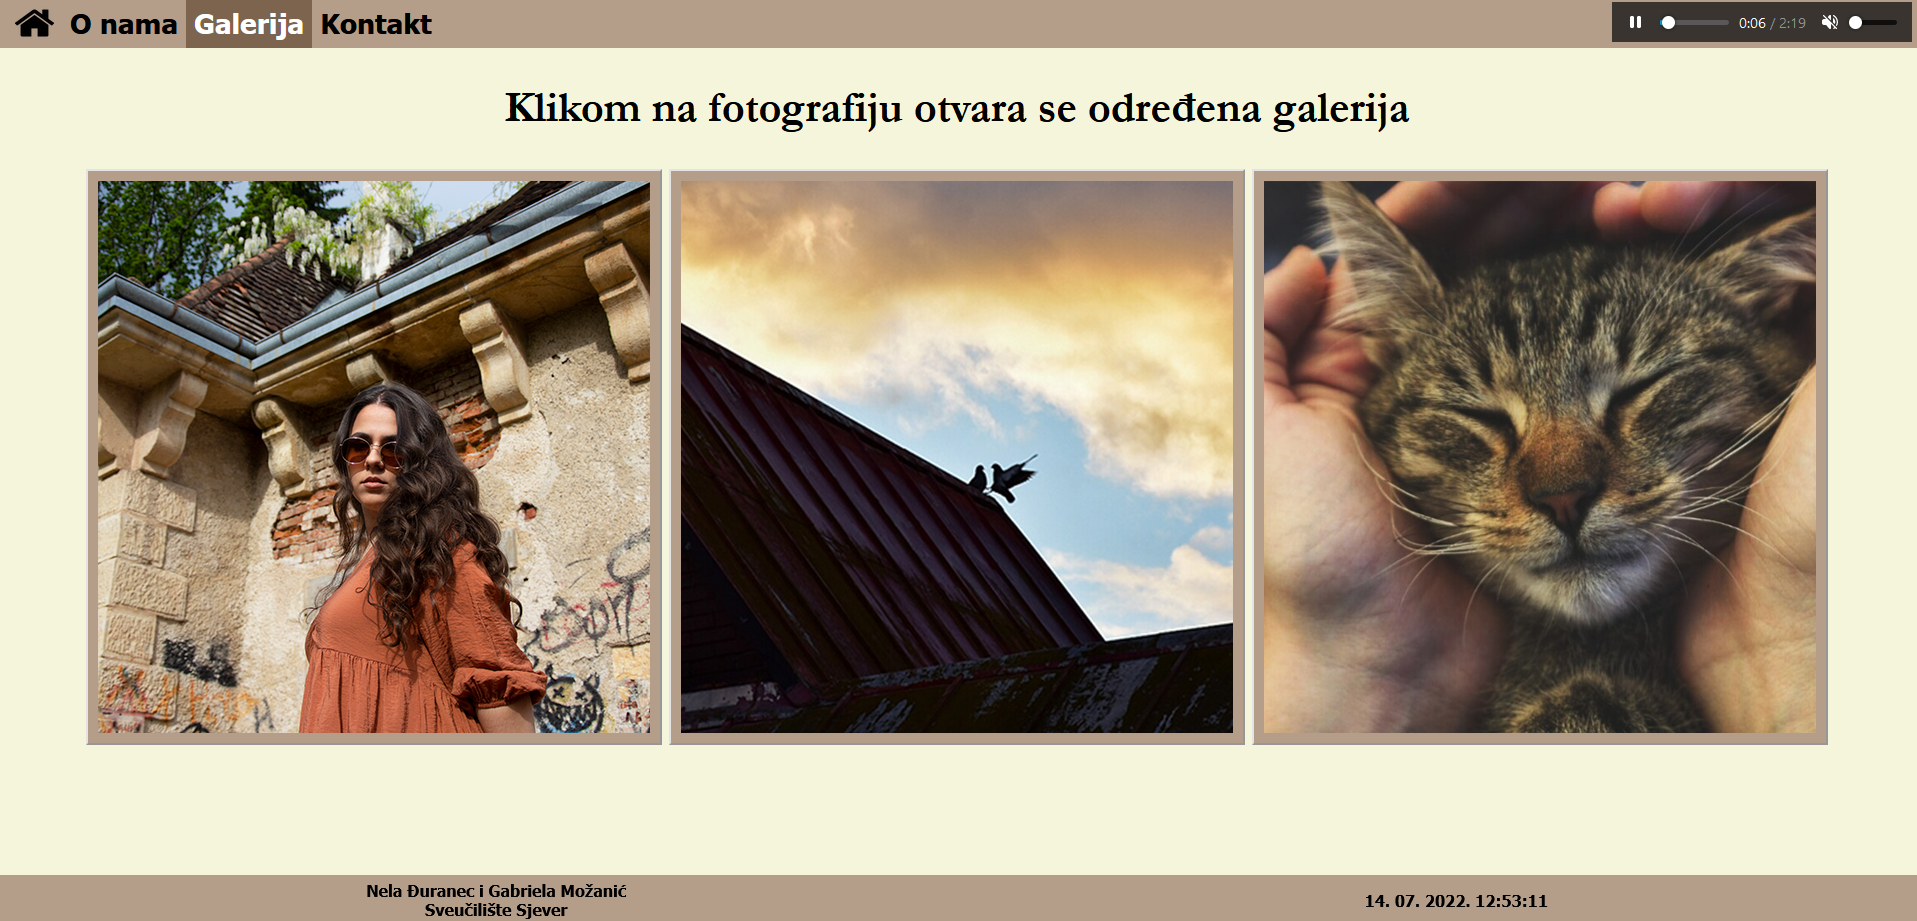 O nama Galerija Kontakt 0:06 / 2:19
Klikom na fotografiju otvara se određena galerija
Nela Đuranec i Gabriela Možanić
Sveučilište Sjever
14. 07. 2022. 12:53:11